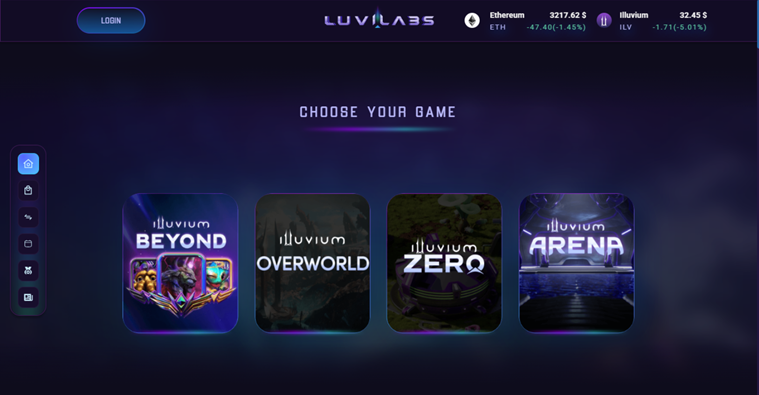 LOGIN
LUVILABS
Ethereum 3217.62 $
ETH -47.40(-1.45%)
Illuvium 32.45 $
ILV -1.71(-5.01%)
CHOOSE YOUR GAME
illuvium
BEYOND
illuvium
OVERWORLD
illuvium
ZERO
illuvium
ARENA